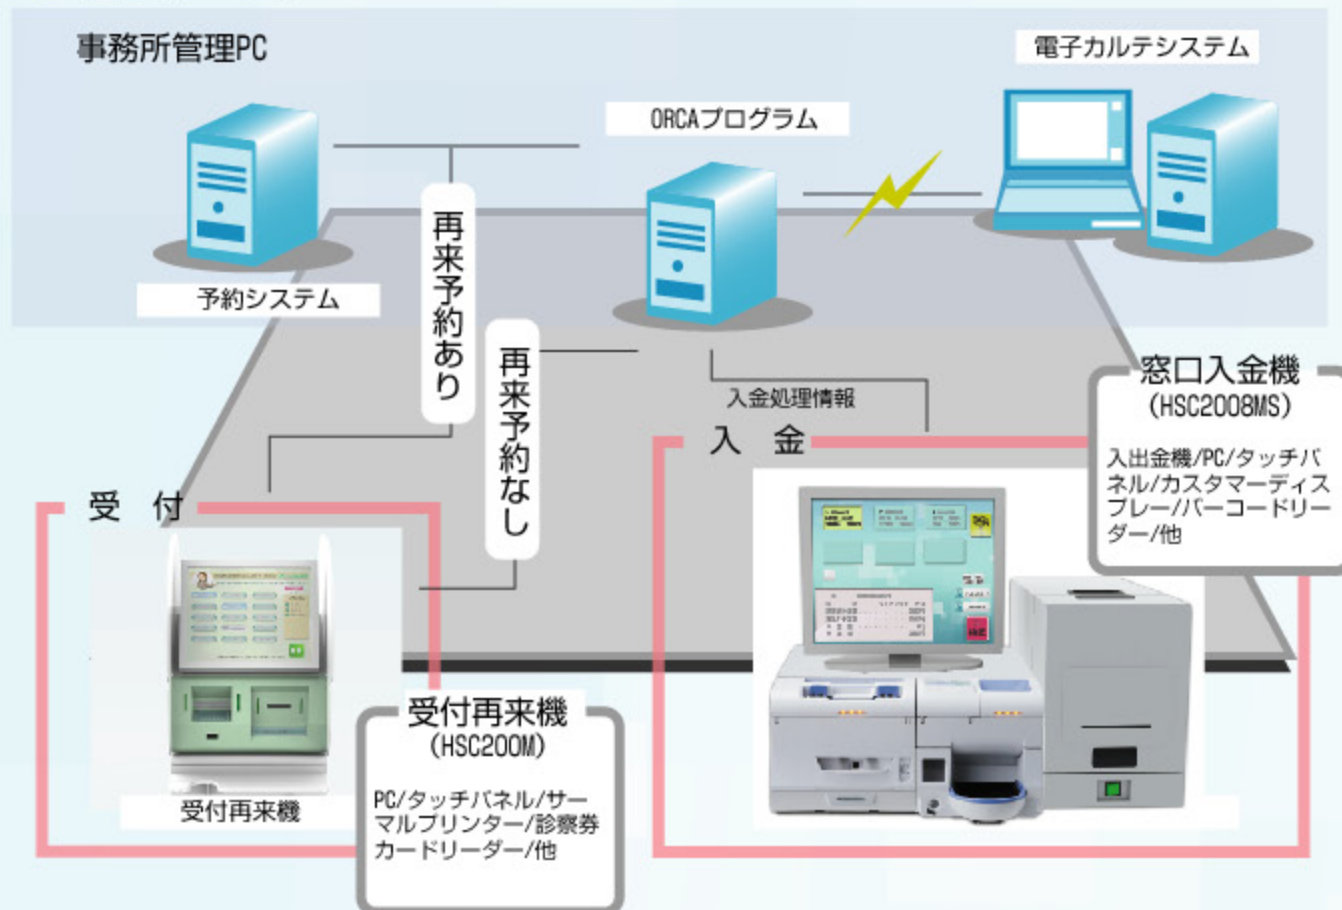 事務所管理PC
電子カルテシステム
ORCAプログラム
予約システム
再来予約あり
再来予約なし
入金処理情報
窓口入金機
(HSC2008MS)
入出金機/PC/タッチパ
ネル/カスタマーディス
プレー/バーコードリー
ダー/他
入 金
受 付
受付再来機
受付再来機
(HSC200M)
PC/タッチパネル/サー
マルプリンター/診察券
カードリーダー/他